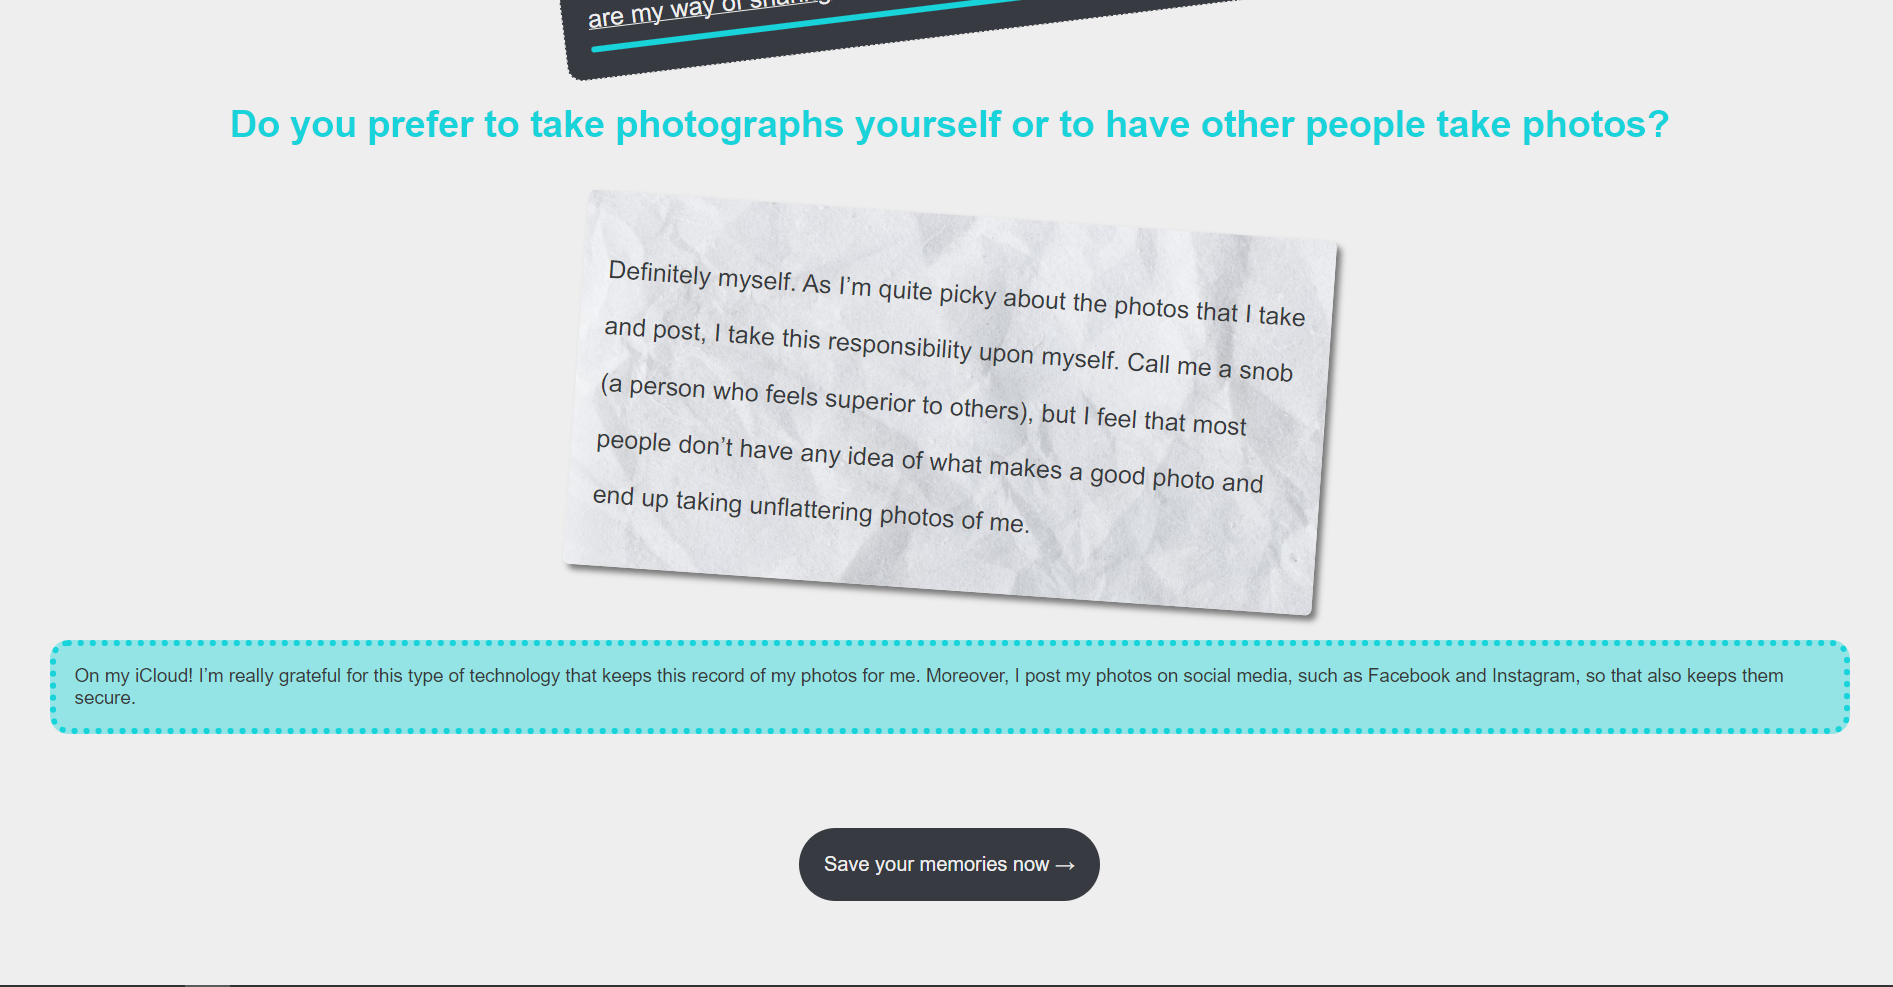 are my way of sharing
Do you prefer to take photographs yourself or to have other people take photos?
Definitely myself. As I’m quite picky about the photos that I take
and post, I take this responsibility upon myself. Call me a snob
(a person who feels superior to others), but I feel that most
people don’t have any idea of what makes a good photo and
end up taking unflattering photos of me.
On my iCloud! I’m really grateful for this type of technology that keeps this record of my photos for me. Moreover, I post my photos on social media, such as Facebook and Instagram, so that also keeps them
secure.
Save your memories now →